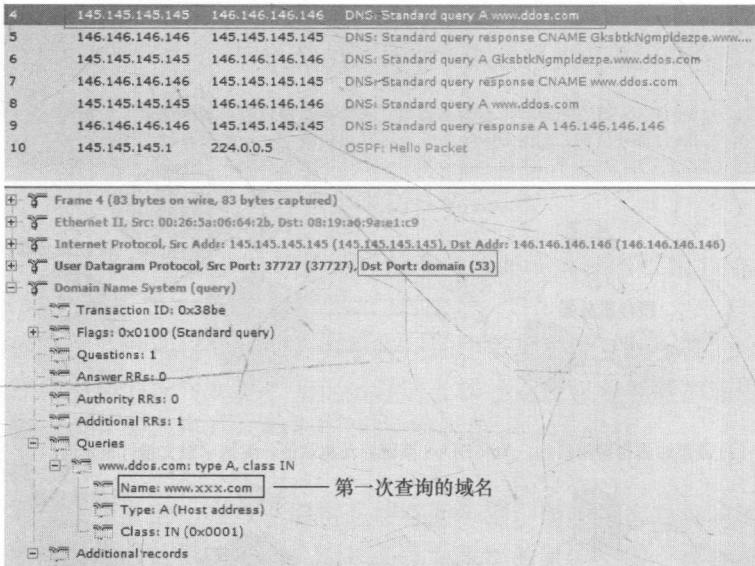 4 145.145.145.145 146.146.146.146 DNS: Standard query A www.ddos.com
5 146.146.146.146 145.145.145.145 DNS: Standard query response CNAME GksbtkNgmpldezpe.www....
6 145.145.145.145 146.146.146.146 DNS: Standard query A GksbtkNgmpldezpe.www.ddos.com
7 146.146.146.146 145.145.145.145 DNS: Standard query response CNAME www.ddos.com
8 145.145.145.145 146.146.146.146 DNS: Standard query A www.ddos.com
9 146.146.146.146 145.145.145.145 DNS: Standard query response A 146.146.146.146
10 145.145.145.1 224.0.0.5 OSPF: Hello Packet
Frame 4 (83 bytes on wire, 83 bytes captured)
Ethernet II, Src: 00:26:5a:06:64:2b, Dst: 08:19:a6:9a:e1:c9
Internet Protocol, Src Addr: 145.145.145.145 (145.145.145.145), Dst Addr: 146.146.146.146 (146.146.146.146)
User Datagram Protocol, Src Port: 37727 (37727), Dst Port: domain (53)
Domain Name System (query)
Transaction ID: 0x38be
Flags: 0x0100 (Standard query)
Questions: 1
Answer RRs: 0
Authority RRs: 0
Additional RRs: 1
Queries
www.ddos.com: type A, class IN
Name: www.xxx.com 第一次查询的域名
Type: A (Host address)
Class: IN (0x0001)
Additional records